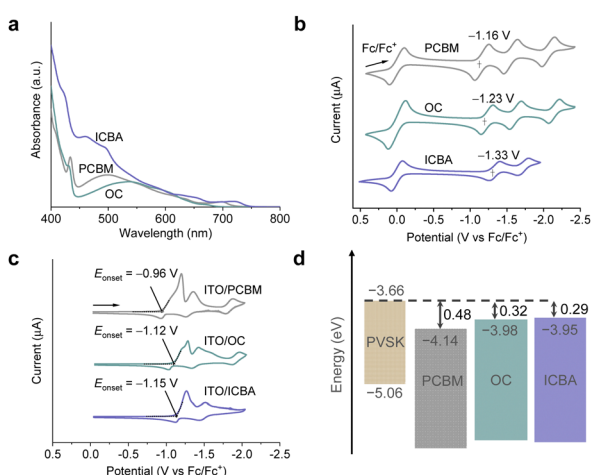 a
Absorbance (a.u.)
ICBA
PCBM
OC
400 500 600 700 800
Wavelength (nm)
b
Current (µA)
Fc/Fc⁺
−1.16 V
PCBM
†
−1.23 V
OC
†
−1.33 V
ICBA
†
0.5 0.0 -0.5 -1.0 -1.5 -2.0 -2.5
Potential (V vs Fc/Fc⁺)
c
Current (µA)
Eonset = −0.96 V
ITO/PCBM
Eonset = −1.12 V
ITO/OC
Eonset = −1.15 V
ITO/ICBA
0.5 0.0 -0.5 -1.0 -1.5 -2.0 -2.5
Potential (V vs Fc/Fc⁺)
d
Energy (eV)
−3.66
0.48 0.32 0.29
PVSK −4.14 −3.98 −3.95
−5.06 PCBM OC ICBA